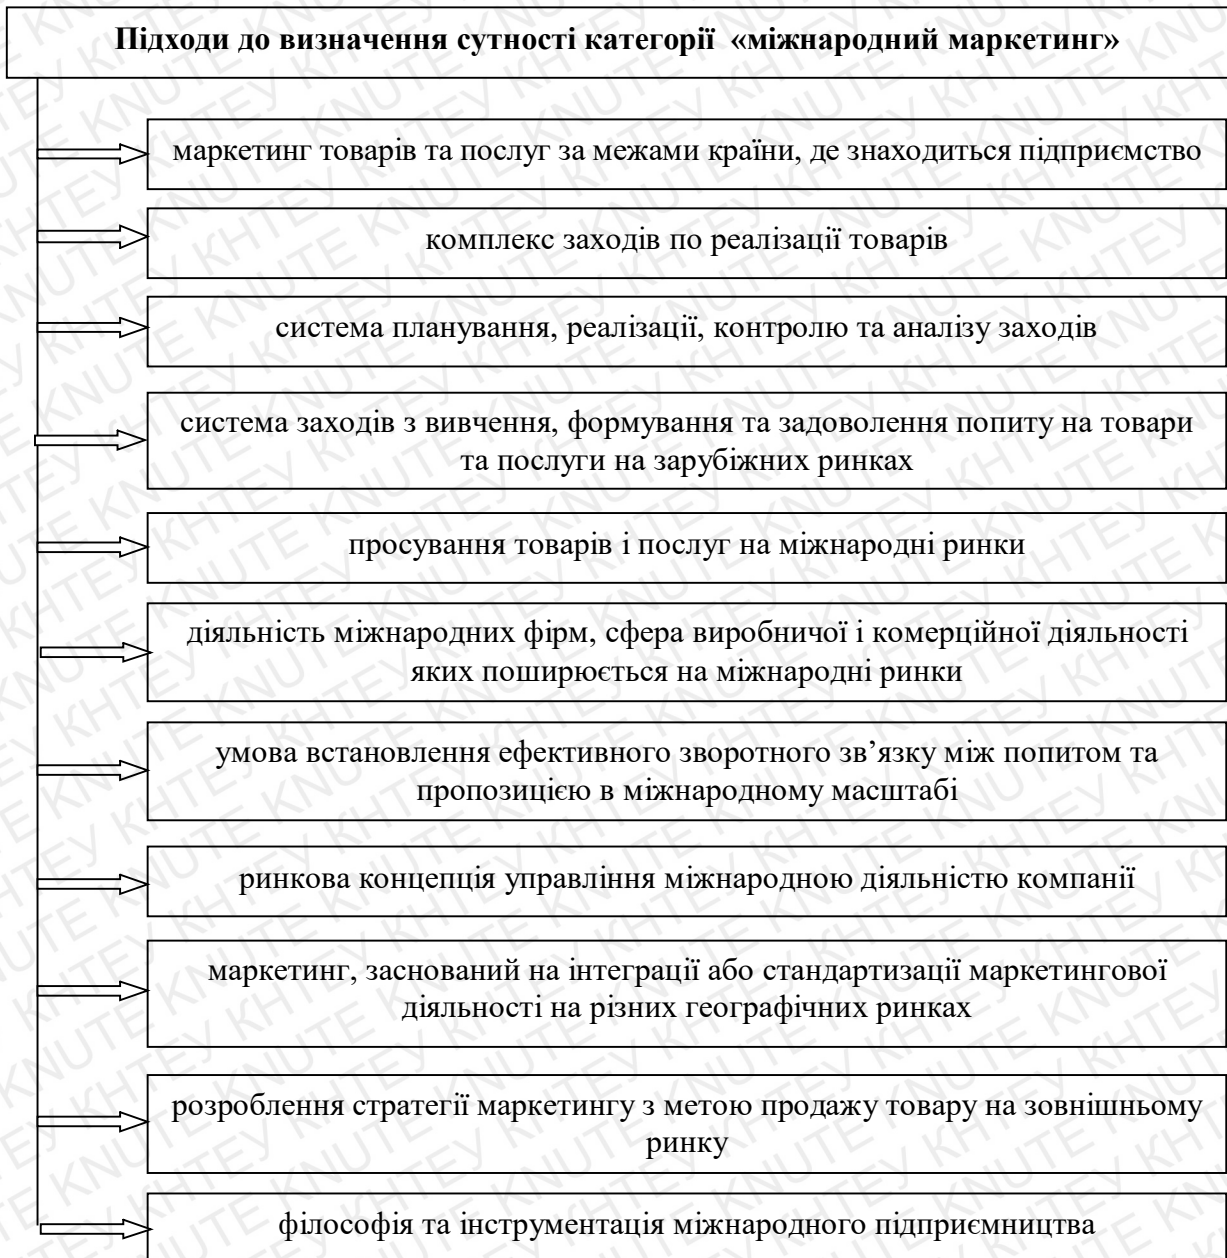 Підходи до визначення сутності категорії «міжнародний маркетинг»
маркетинг товарів та послуг за межами країни, де знаходиться підприємство
комплекс заходів по реалізації товарів
система планування, реалізації, контролю та аналізу заходів
система заходів з вивчення, формування та задоволення попиту на товари
та послуги на зарубіжних ринках
просування товарів і послуг на міжнародні ринки
діяльність міжнародних фірм, сфера виробничої і комерційної діяльності
яких поширюється на міжнародні ринки
умова встановлення ефективного зворотного зв’язку між попитом та
пропозицією в міжнародному масштабі
ринкова концепція управління міжнародною діяльністю компанії
маркетинг, заснований на інтеграції або стандартизації маркетингової
діяльності на різних географічних ринках
розроблення стратегії маркетингу з метою продажу товару на зовнішньому
ринку
філософія та інструментація міжнародного підприємництва